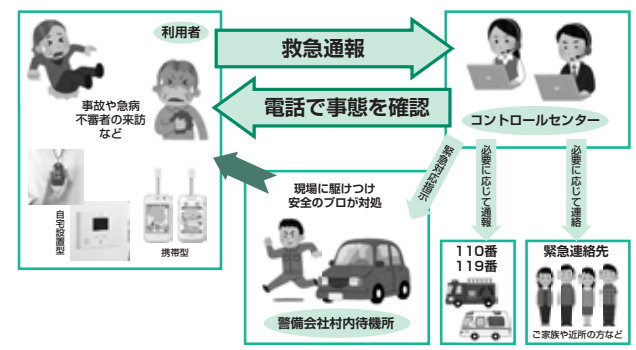 利用者
事故や急病
不審者の来訪
など
自宅設置型
携帯型
救急通報
電話で事態を確認
コントロールセンター
緊急対応指示
必要に応じて通報
必要に応じて連絡
現場に駆けつけ
安全のプロが対処
警備会社村内待機所
110番
119番
緊急連絡先
ご家族や近所の方など